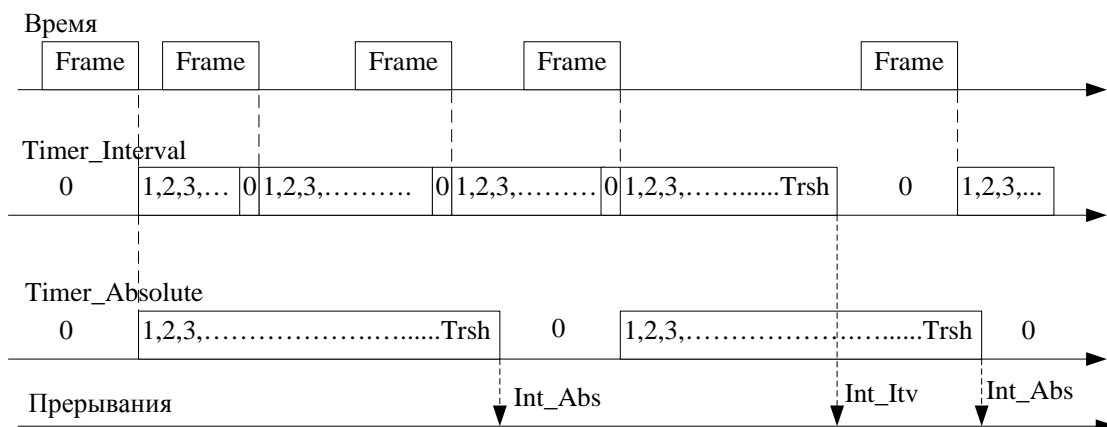 Время
Frame Frame Frame Frame Frame
Timer_Interval
0 1,2,3,… 0 1,2,3,………. 0 1,2,3,……… 0 1,2,3,……......Trsh 0 1,2,3,...
Timer_Absolute
0 1,2,3,…………………..…......Trsh 0 1,2,3,…………………..…......Trsh 0
Int_Abs Int_Itv Int_Abs
Прерывания